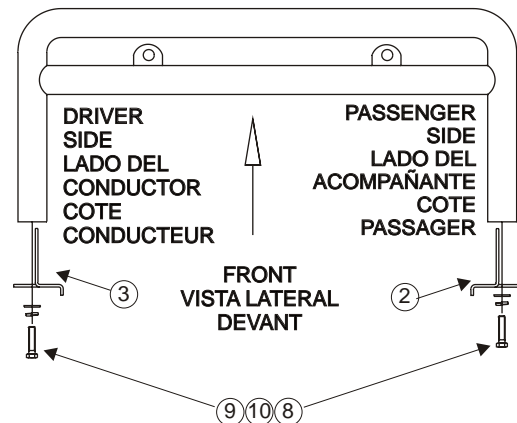 DRIVER
SIDE
LADO DEL
CONDUCTOR
COTE
CONDUCTEUR
PASSENGER
SIDE
LADO DEL
ACOMPAÑANTE
COTE
PASSAGER
FRONT
VISTA LATERAL
DEVANT
3
2
9 10 8